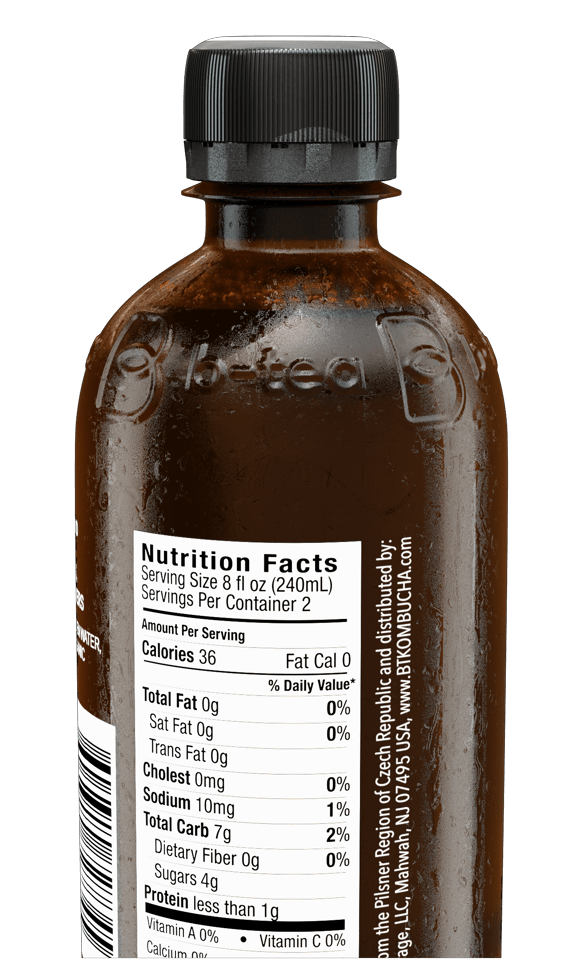 b-tea
Nutrition Facts
Serving Size 8 fl oz (240mL)
Servings Per Container 2
Amount Per Serving
Calories 36 Fat Cal 0
% Daily Value*
Total Fat 0g 0%
Sat Fat 0g 0%
Trans Fat 0g
Cholest 0mg 0%
Sodium 10mg 1%
Total Carb 7g 2%
Dietary Fiber 0g 0%
Sugars 4g
Protein less than 1g
Vitamin A 0% • Vitamin C 0%
Calcium 0%
the Pilsner Region of Czech Republic and distributed by:
LLC, Mahwah, NJ 07495 USA, www.BTKOMBUCHA.com
WATER,